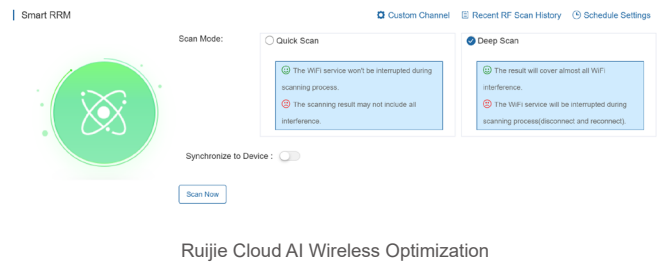 Smart RRM
Custom Channel
Recent RF Scan History
Schedule Settings
Scan Mode:
Quick Scan
The WiFi service won't be interrupted during
scanning process.
The scanning result may not include all
interference.
Deep Scan
The result will cover almost all WiFi
interference.
The WiFi service will be interrupted during
scanning process(disconnect and reconnect).
Synchronize to Device :
Scan Now
Ruijie Cloud AI Wireless Optimization